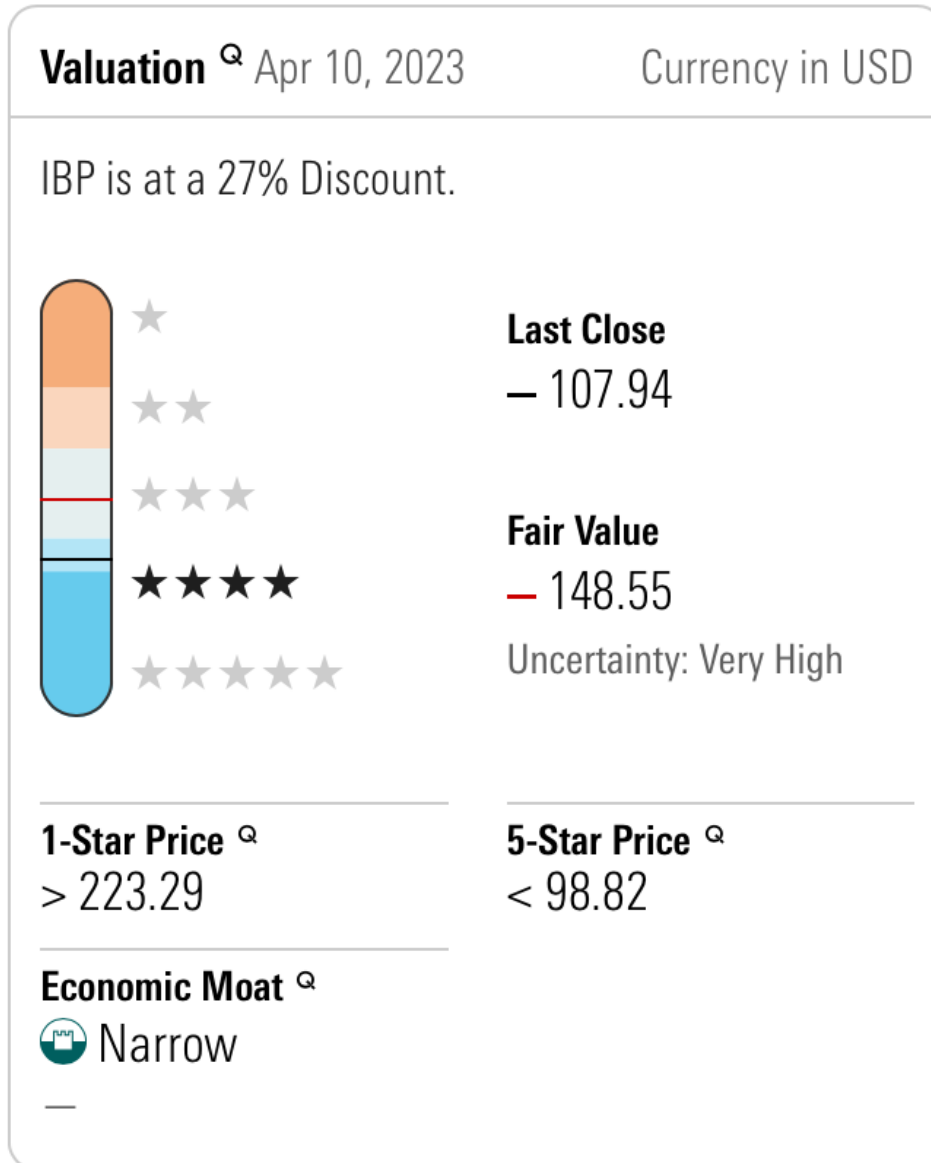 Valuation Q Apr 10, 2023 Currency in USD
IBP is at a 27% Discount.
★
★★
★★★
★★★★
★★★★★
Last Close
— 107.94
Fair Value
— 148.55
Uncertainty: Very High
1-Star Price Q
> 223.29
5-Star Price Q
< 98.82
Economic Moat Q
Narrow
—